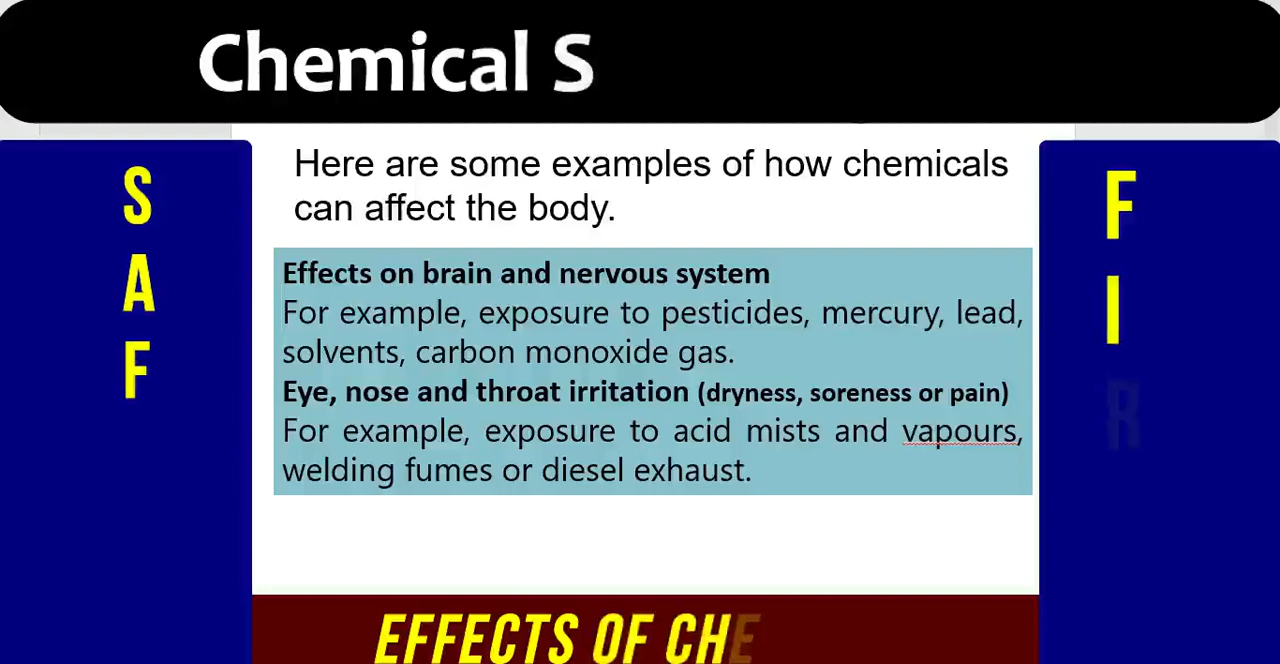 Chemical S
Here are some examples of how chemicals
can affect the body.
S
A
F
F
I
R
Effects on brain and nervous system
For example, exposure to pesticides, mercury, lead,
solvents, carbon monoxide gas.
Eye, nose and throat irritation (dryness, soreness or pain)
For example, exposure to acid mists and vapours,
welding fumes or diesel exhaust.
EFFECTS OF CHE